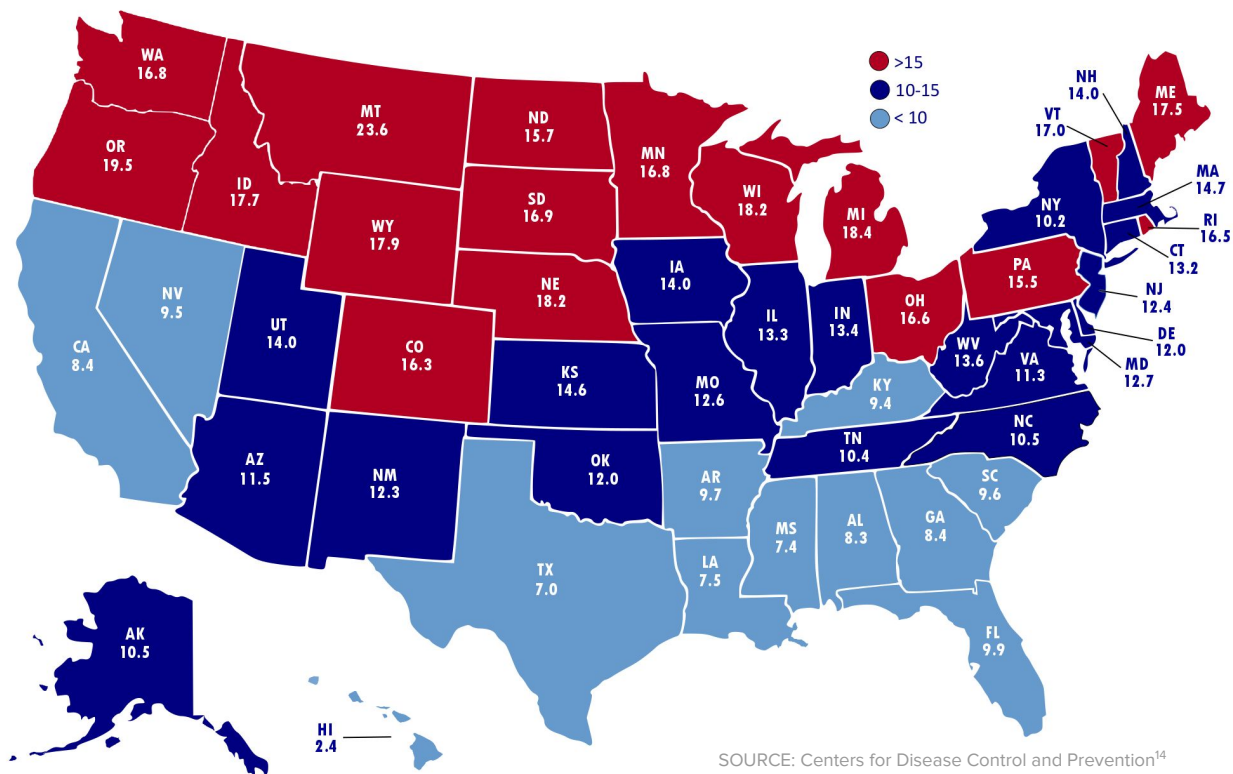 >15
10-15
< 10
WA
16.8
OR
19.5
ID
17.7
MT
23.6
WY
17.9
ND
15.7
SD
16.9
NE
18.2
MN
16.8
WI
18.2
MI
18.4
CO
16.3
NV
9.5
CA
8.4
UT
14.0
AZ
11.5
NM
12.3
KS
14.6
OK
12.0
TX
7.0
IA
14.0
MO
12.6
AR
9.7
LA
7.5
IL
13.3
IN
13.4
OH
16.6
KY
9.4
TN
10.4
MS
7.4
AL
8.3
GA
8.4
FL
9.9
SC
9.6
NC
10.5
VA
11.3
WV
13.6
PA
15.5
NY
10.2
VT
17.0
NH
14.0
ME
17.5
MA
14.7
RI
16.5
CT
13.2
NJ
12.4
DE
12.0
MD
12.7
AK
10.5
HI
2.4
SOURCE: Centers for Disease Control and Prevention¹⁴